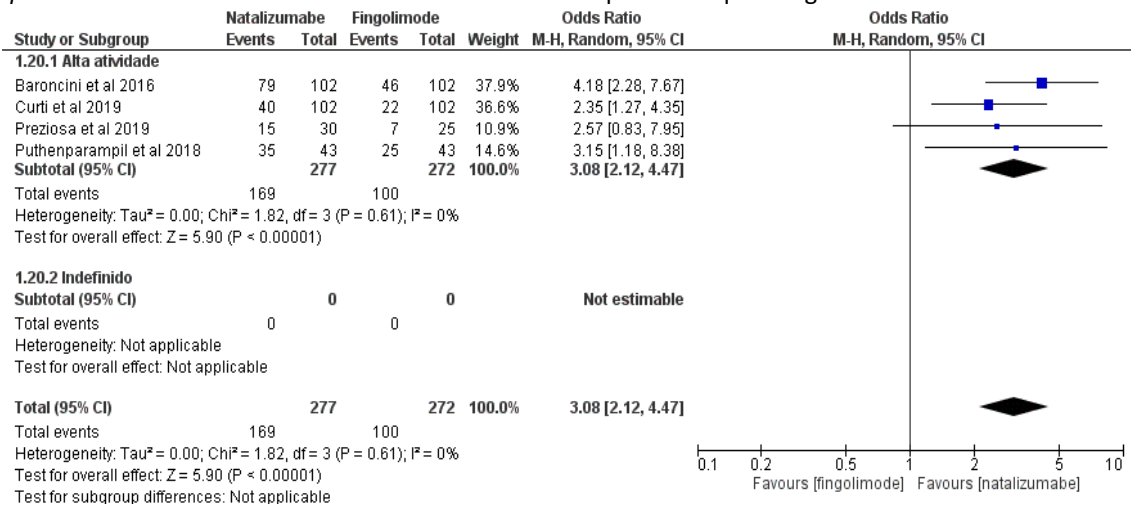 Natalizumabe Fingolimode Odds Ratio Odds Ratio
Study or Subgroup Events Total Events Total Weight M-H, Random, 95% CI M-H, Random, 95% CI
1.20.1 Alta atividade
Baroncini et al 2016 79 102 46 102 37.9% 4.18 [2.28, 7.67]
Curti et al 2019 40 102 22 102 36.6% 2.35 [1.27, 4.35]
Preziosa et al 2019 15 30 7 25 10.9% 2.57 [0.83, 7.95]
Puthenparampil et al 2018 35 43 25 43 14.6% 3.15 [1.18, 8.38]
Subtotal (95% CI) 277 272 100.0% 3.08 [2.12, 4.47]
Total events 169 100
Heterogeneity: Tau² = 0.00; Chi² = 1.82, df = 3 (P = 0.61); I² = 0%
Test for overall effect: Z = 5.90 (P < 0.00001)
1.20.2 Indefinido
Subtotal (95% CI) 0 0 Not estimable
Total events 0 0
Heterogeneity: Not applicable
Test for overall effect: Not applicable
Total (95% CI) 277 272 100.0% 3.08 [2.12, 4.47]
Total events 169 100
Heterogeneity: Tau² = 0.00; Chi² = 1.82, df = 3 (P = 0.61); I² = 0%
Test for overall effect: Z = 5.90 (P < 0.00001)
Test for subgroup differences: Not applicable
0.1 0.2 0.5 1 2 5 10
Favours [fingolimode] Favours [natalizumabe]